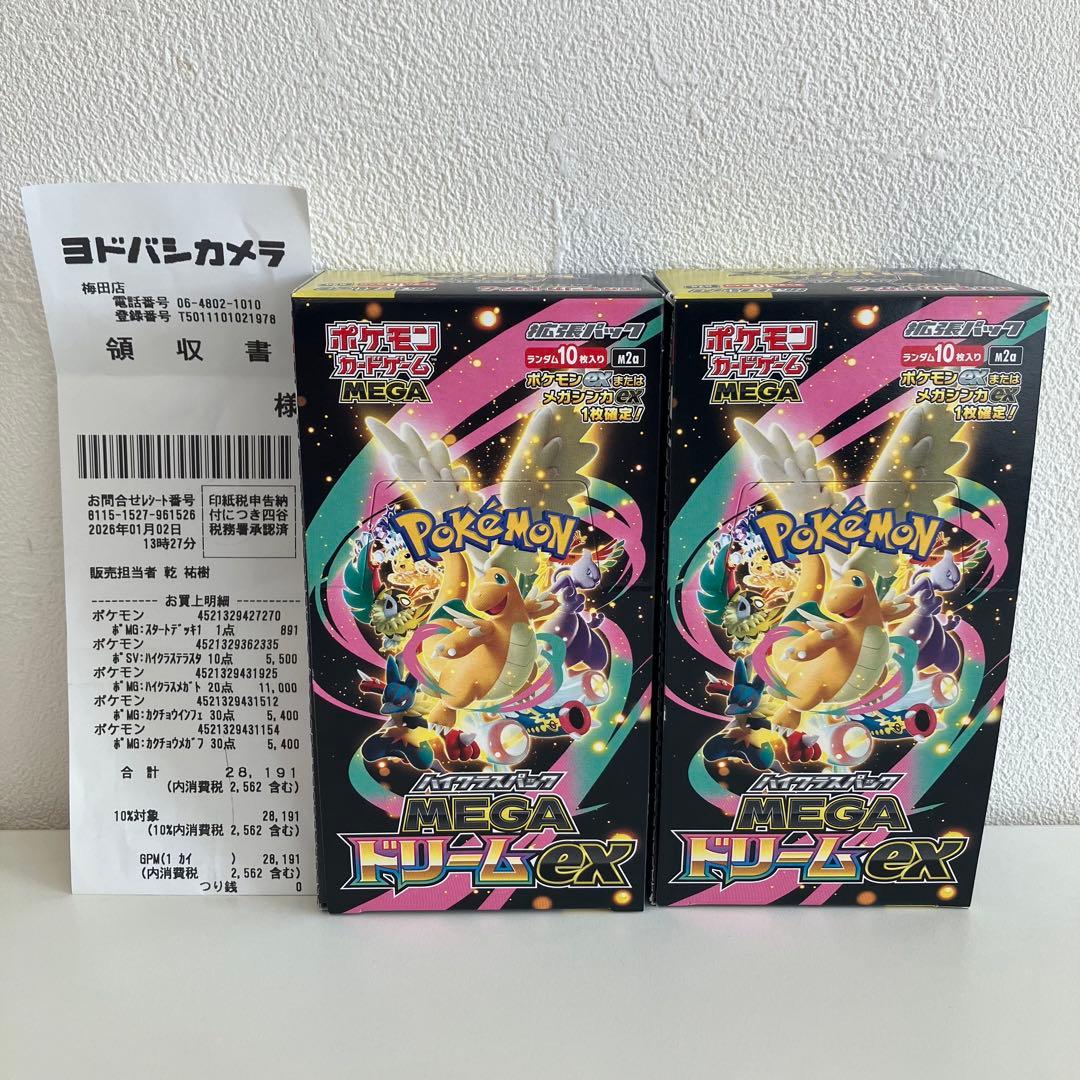 ヨドバシカメラ
梅田店
電話番号 06-4802-1010
登録番号 T5011101021978
領 収 書
様
お問合せﾚｼｰﾄ番号
8115-1527-961526
2026年01月02日
13時27分
印紙税申告納
付につき四谷
税務署承認済
販売担当者 乾 祐樹
---------- お買上明細 ----------
ポケモン 4521329427270
ﾎﾟMG:ｽﾀｰﾄﾃﾞｯｷ1 1点 891
ポケモン 4521329362335
ﾎﾟSV:ﾊｲｸﾗｽﾃﾗｽﾀ 10点 5,500
ポケモン 4521329431925
ﾎﾟMG:ﾊｲｸﾗｽﾒｶﾞﾄ 20点 11,000
ポケモン 4521329431512
ﾎﾟMG:ｶｸﾁｮｳｲﾝﾌｪ 30点 5,400
ポケモン 4521329431154
ﾎﾟMG:ｶｸﾁｮｳﾒｶﾞﾌ 30点 5,400
合 計 28,191
(内消費税 2,562 含む)
10%対象 28,191
(10%内消費税 2,562 含む)
GPM(1 ｶｲ ) 28,191
(内消費税 2,562 含む)
つり銭 0
ポケモン
カードゲーム
MEGA
拡張パック
ランダム10枚入り M2a
ポケモンexまたは
メガシンカex
1枚確定!
POKéMON
ハイクラスパック
MEGA
ドリームex
ポケモン
カードゲーム
MEGA
拡張パック
ランダム10枚入り M2a
ポケモンexまたは
メガシンカex
1枚確定!
POKéMON
ハイクラスパック
MEGA
ドリームex